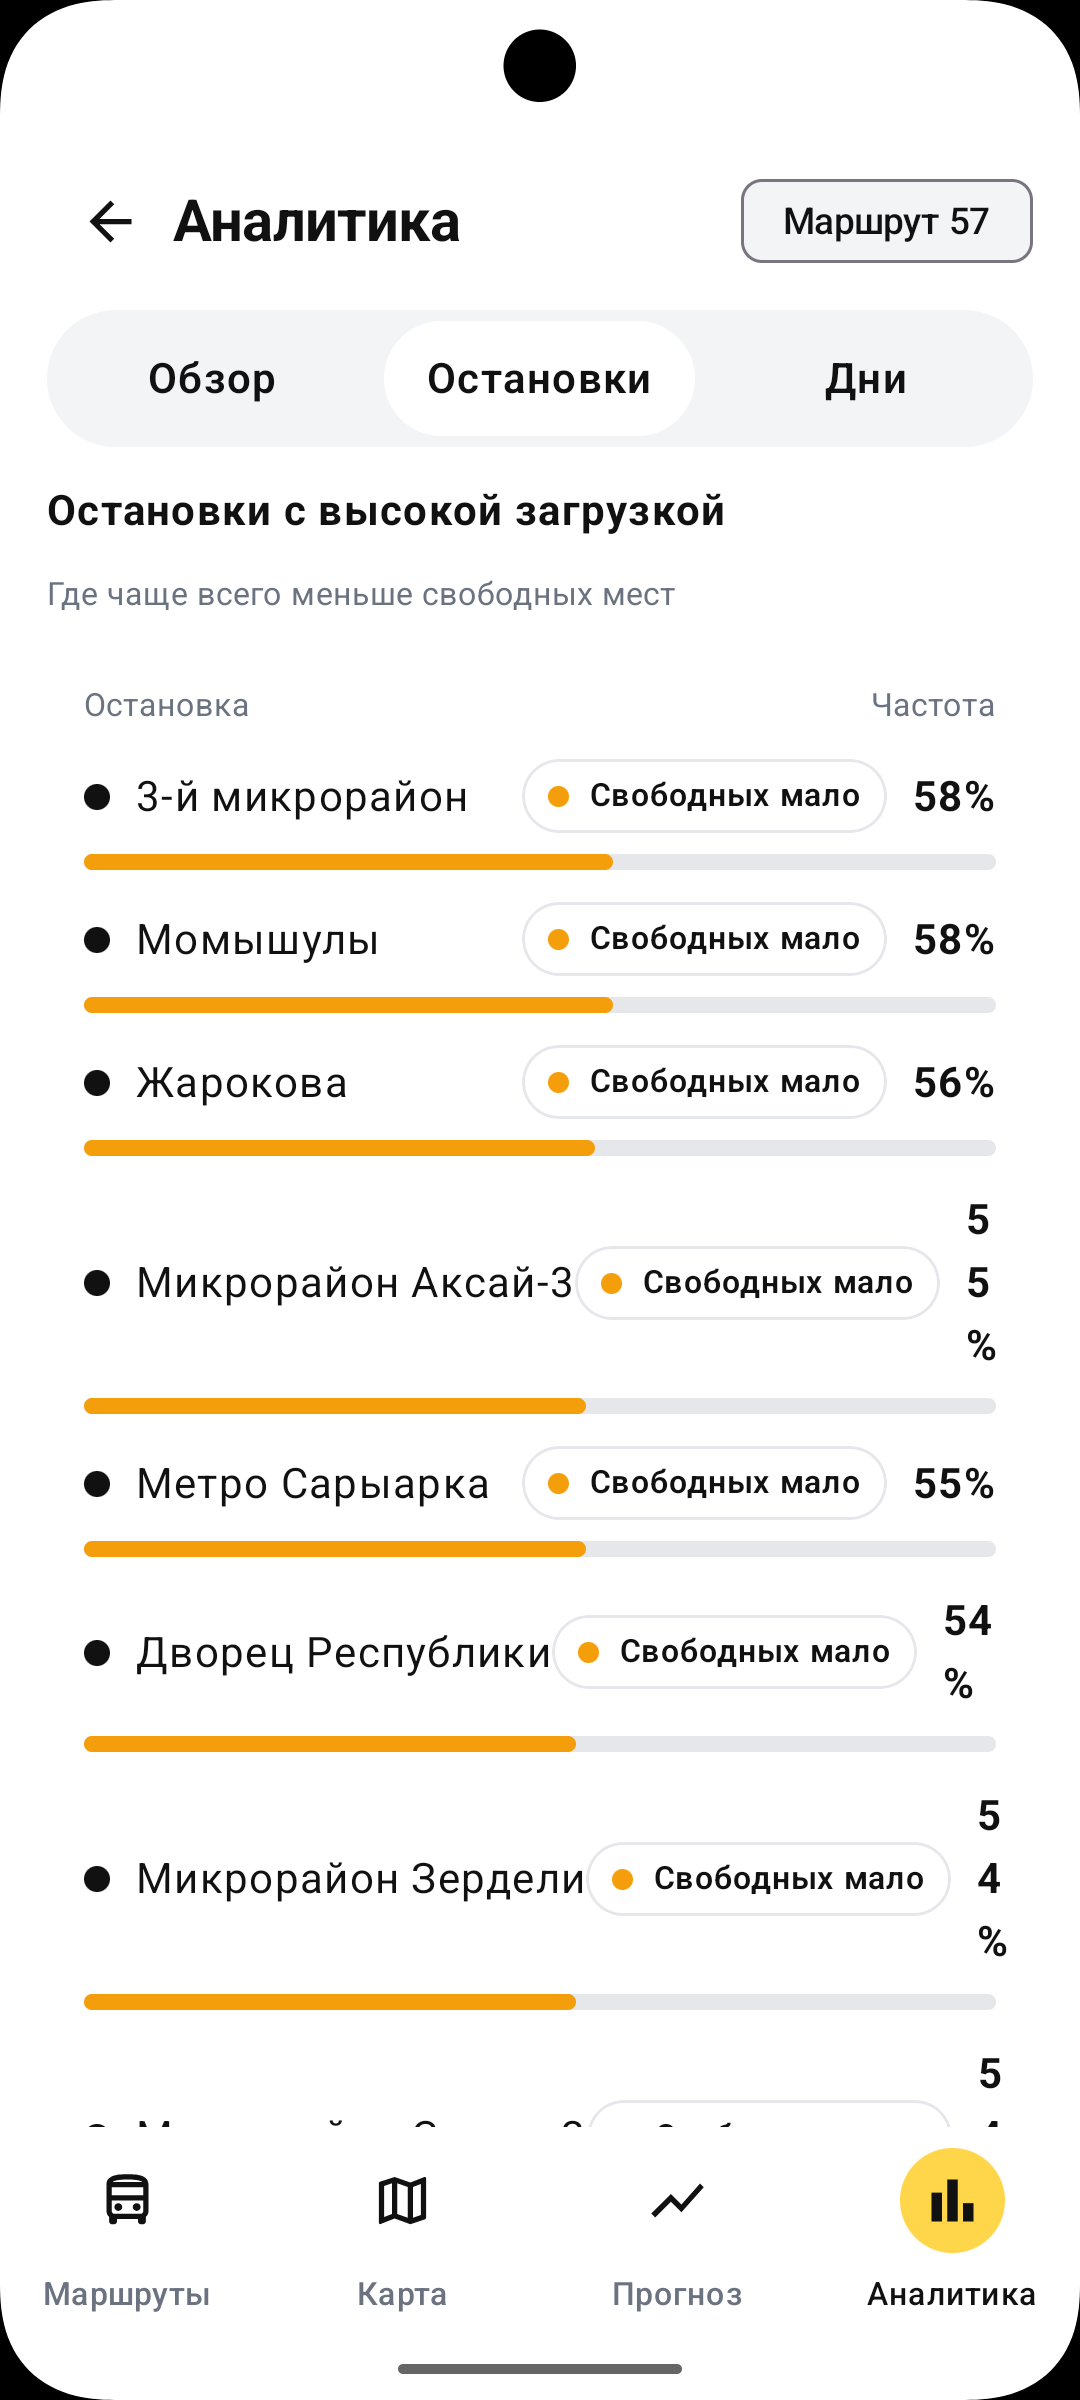 Аналитика
Маршрут 57
Обзор
Остановки
Дни
Остановки с высокой загрузкой
Где чаще всего меньше свободных мест
Остановка
Частота
3-й микрорайон
Свободных мало
58%
Момышулы
Свободных мало
58%
Жарокова
Свободных мало
56%
Микрорайон Аксай-3
Свободных мало
5
5
%
Метро Сарыарка
Свободных мало
55%
Дворец Республики
Свободных мало
54
%
Микрорайон Зердели
Свободных мало
5
4
%
5
Маршруты
Карта
Прогноз
Аналитика